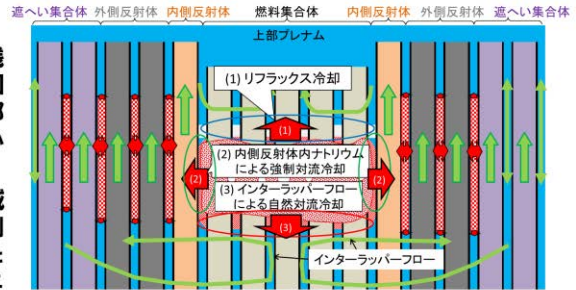 遮へい集合体 外側反射体 内側反射体 燃料集合体 内側反射体 外側反射体 遮へい集合体
上部プレナム
(1) リフラックス冷却
(1)
(2) 内側反射体内ナトリウム
による強制対流冷却
(2)
(2)
(3) インターラッパーフロー
による自然対流冷却
(3)
インターラッパーフロー